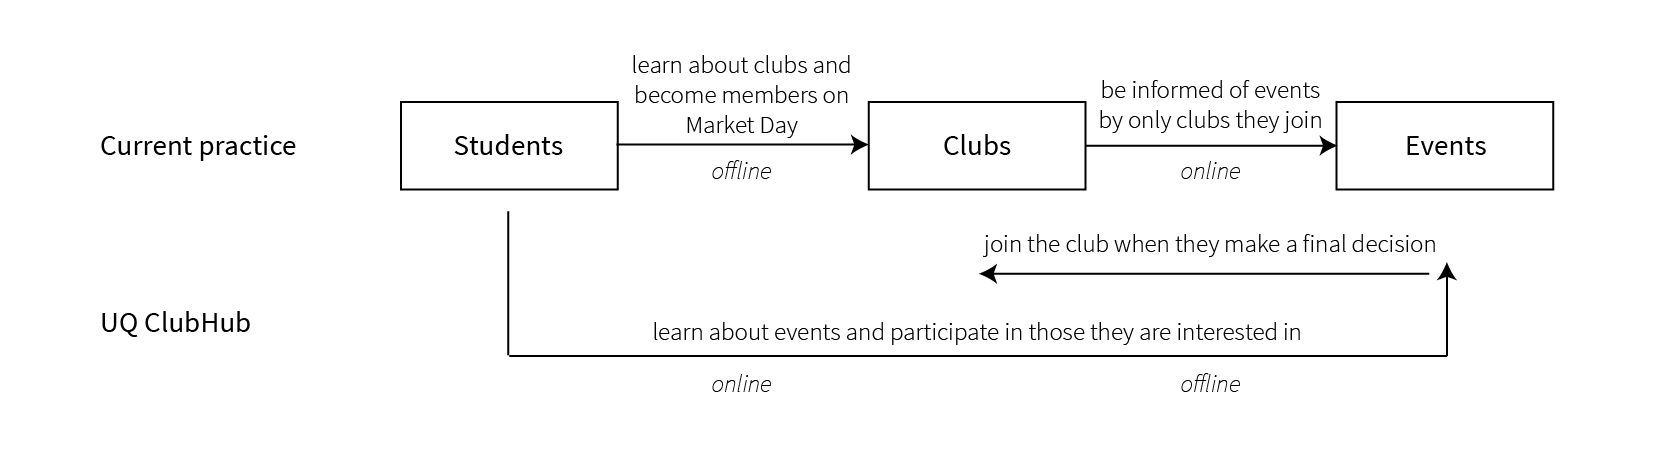 learn about clubs and
become members on
Market Day
be informed of events
by only clubs they join
Current practice
Students
Clubs
Events
offline
online
join the club when they make a final decision
UQ ClubHub
learn about events and participate in those they are interested in
online
offline